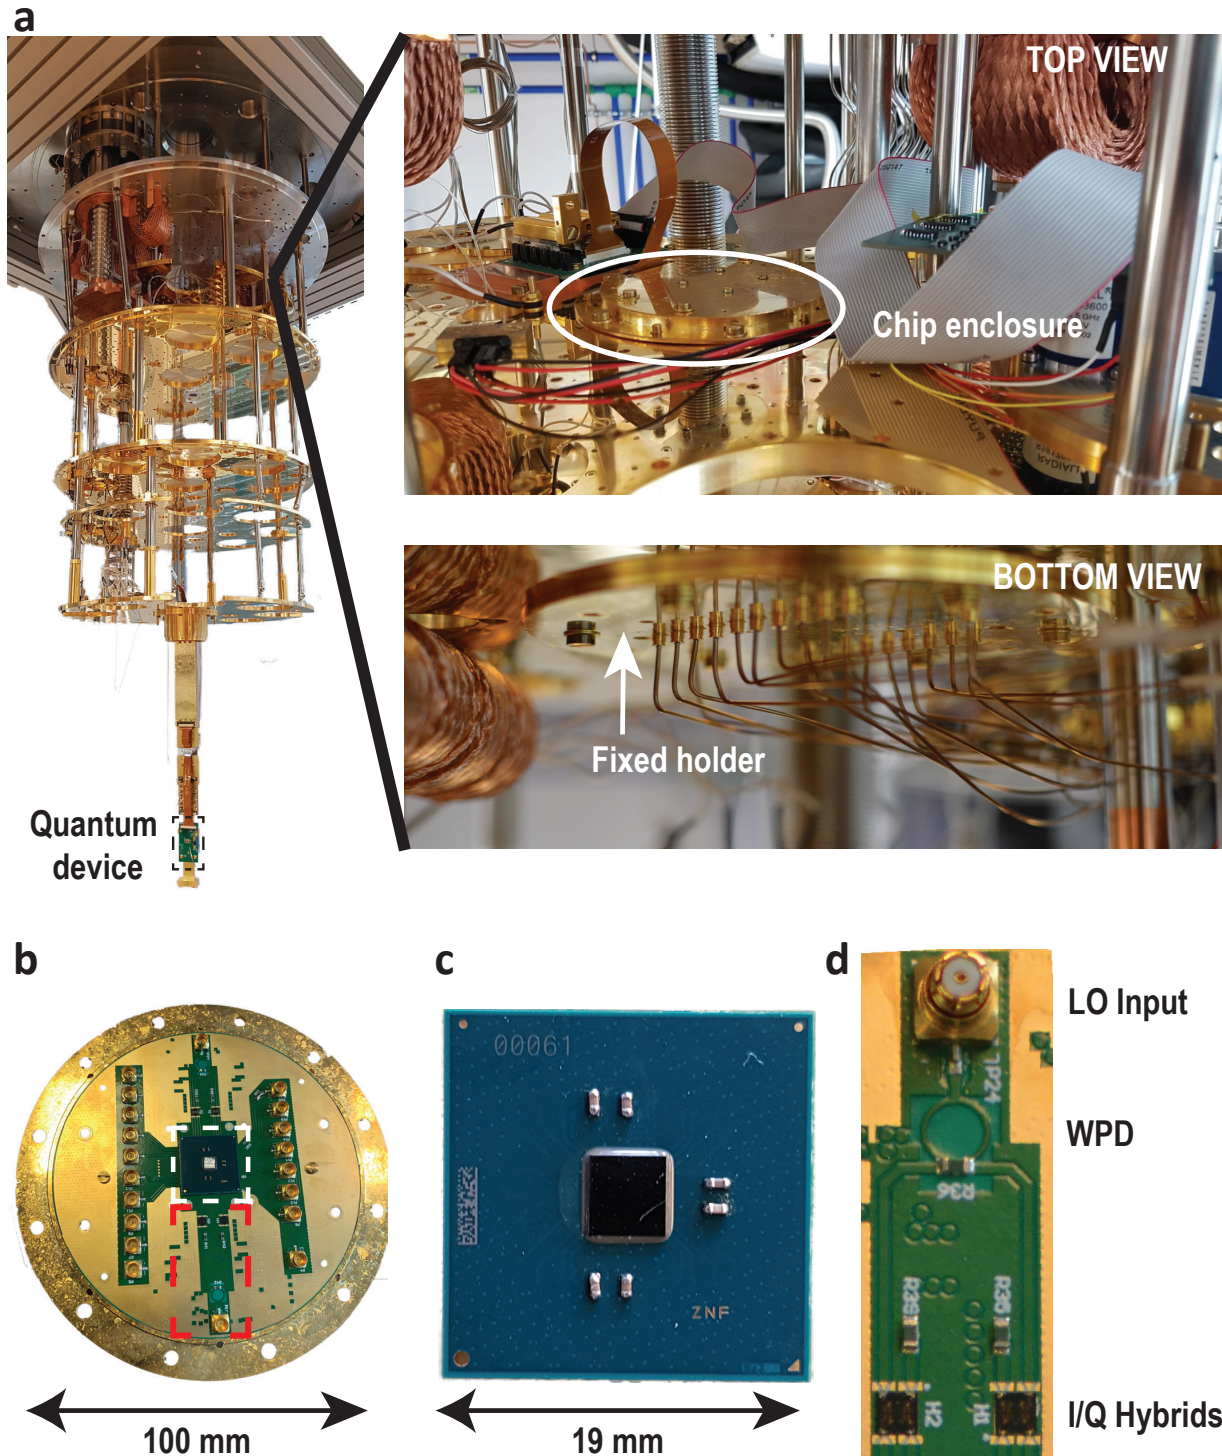 a
TOP VIEW
Chip enclosure
BOTTOM VIEW
Fixed holder
Quantum
device
b
100 mm
c
00061
ZNF
19 mm
d
LO Input
JP24
WPD
R36
R39
R35
H2
H1
I/Q Hybrids